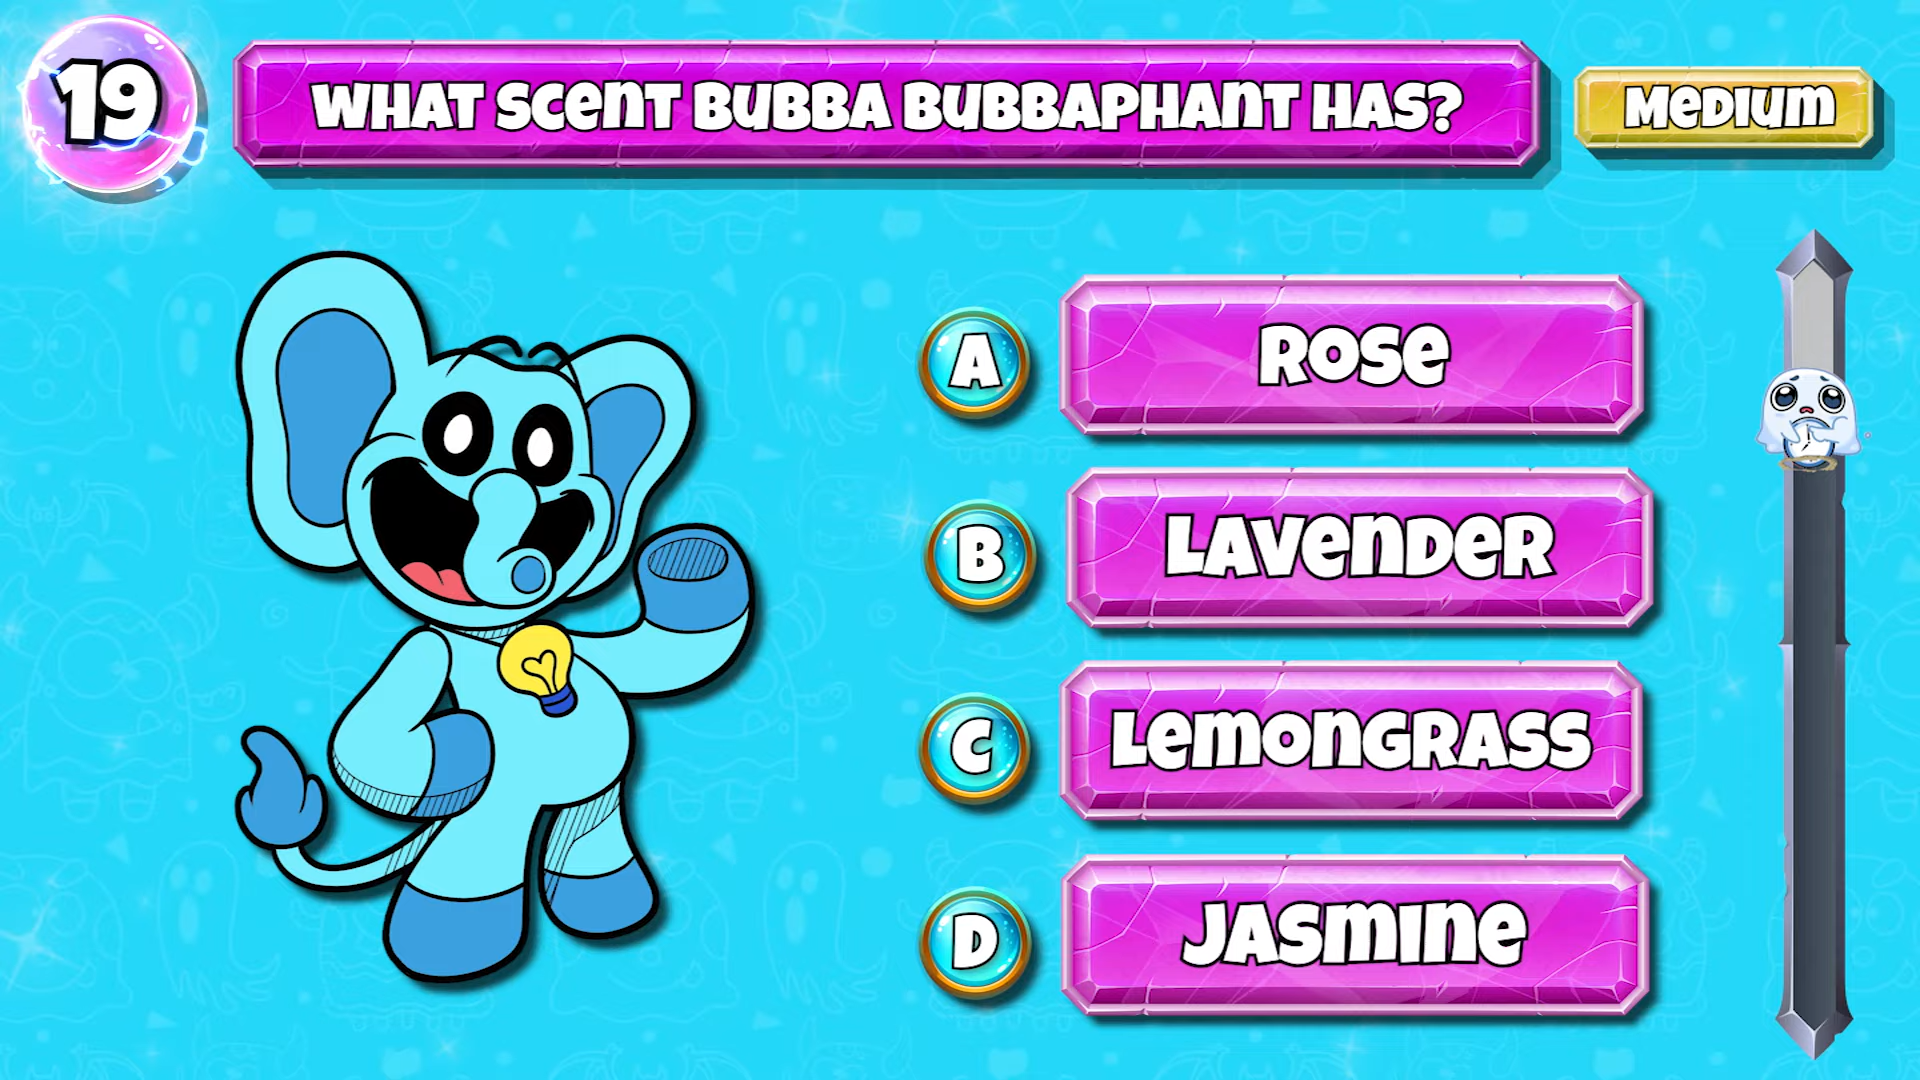 19
WHAT SCENT BUBBA BUBBAPHANT HAS?
MEDIUM
A
ROSE
B
LAVENDER
C
LEMONGRASS
D
JASMINE